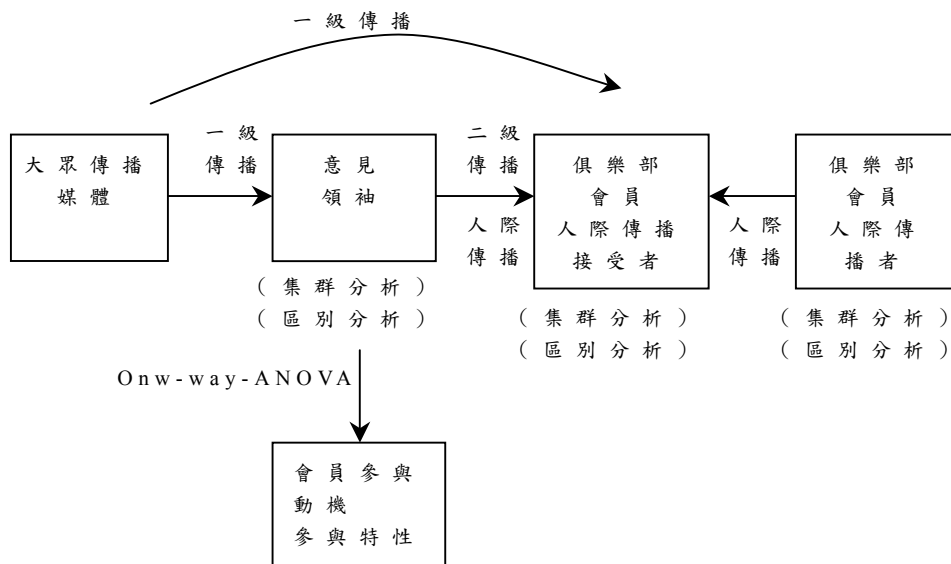 一級傳播
大眾傳播
媒體
一級
傳播
意見
領袖
(集群分析)
(區別分析)
二級
傳播
人際
傳播
俱樂部
會員
人際傳播
接受者
(集群分析)
(區別分析)
人際
傳播
俱樂部
會員
人際傳
播者
(集群分析)
(區別分析)
Onw-way-ANOVA
會員參與
動機
參與特性